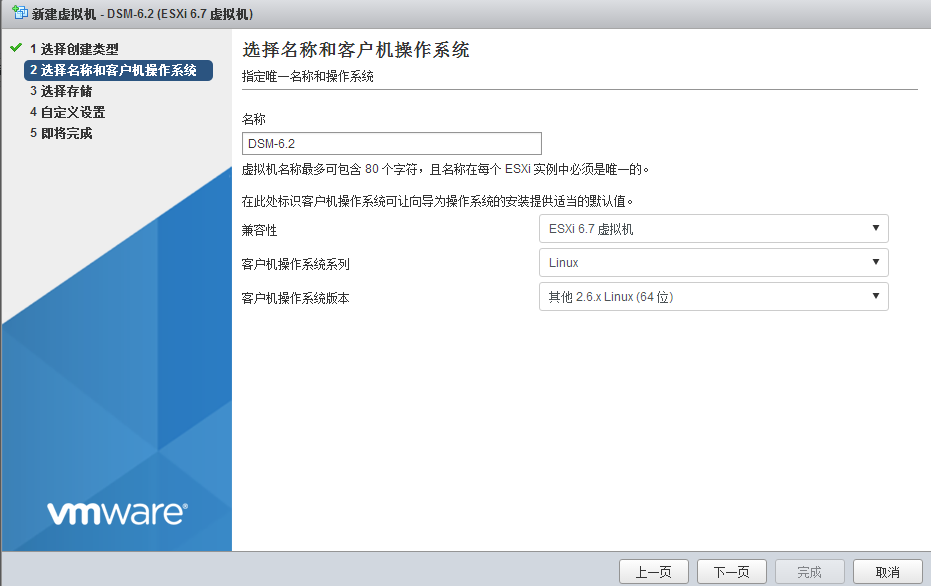 新建虚拟机 - DSM-6.2 (ESXi 6.7 虚拟机)
1 选择创建类型
2 选择名称和客户机操作系统
3 选择存储
4 自定义设置
5 即将完成
选择名称和客户机操作系统
指定唯一名称和操作系统
名称
DSM-6.2
虚拟机名称最多可包含 80 个字符，且名称在每个 ESXi 实例中必须是唯一的。
在此处标识客户机操作系统可让向导为操作系统的安装提供适当的默认值。
兼容性 ESXi 6.7 虚拟机
客户机操作系统系列 Linux
客户机操作系统版本 其他 2.6.x Linux (64 位)
vmware®
上一页 下一页 完成 取消